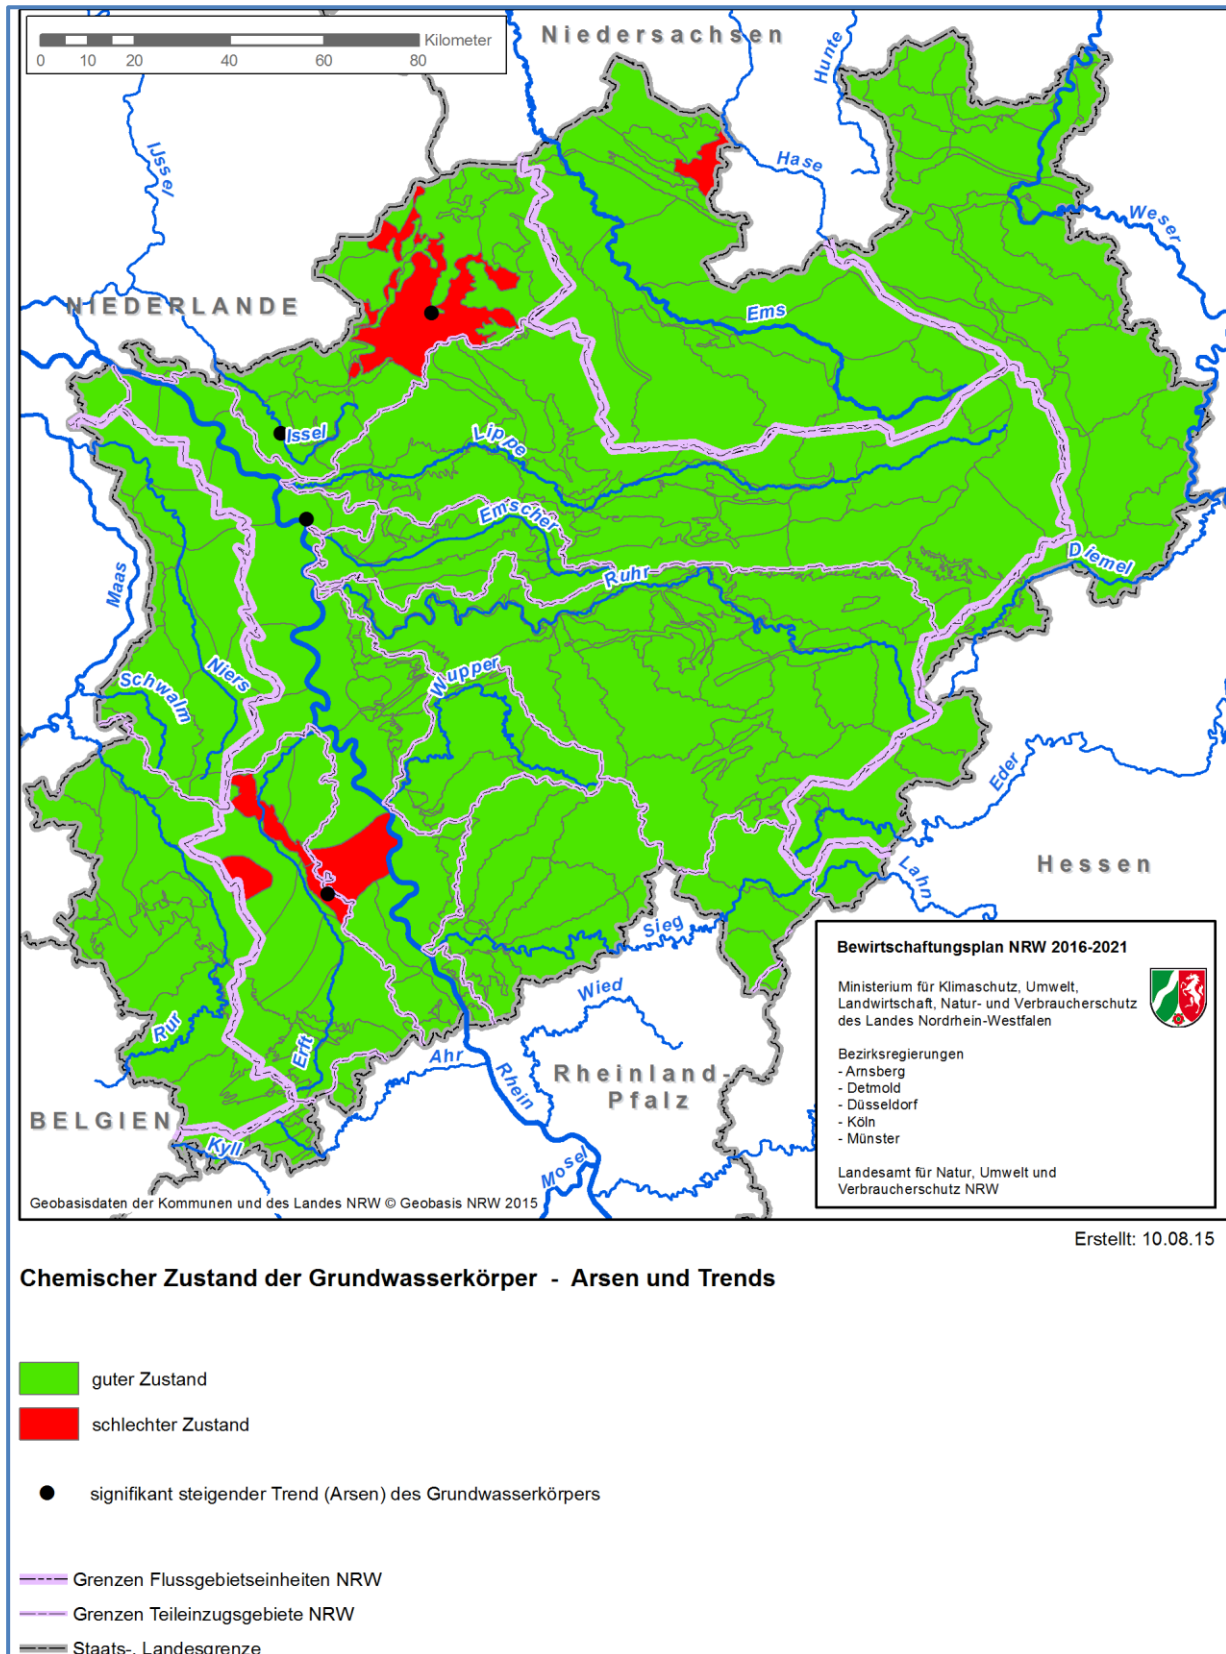 Kilometer
0 10 20 40 60 80
Niedersachsen
Hunte
IJssel
Hase
Weser
NIEDERLANDE
Ems
Issel
Lippe
Emscher
Maas
Ruhr
Diemel
Niers
Schwalm
Wupper
Eder
Hessen
Lahn
Sieg
Wied
Rur
Erft
Ahr
Rhein
Rheinland-
Pfalz
BELGIEN
Kyll
Mosel
Bewirtschaftungsplan NRW 2016-2021
Ministerium für Klimaschutz, Umwelt,
Landwirtschaft, Natur- und Verbraucherschutz
des Landes Nordrhein-Westfalen
Bezirksregierungen
- Arnsberg
- Detmold
- Düsseldorf
- Köln
- Münster
Landesamt für Natur, Umwelt und
Verbraucherschutz NRW
Geobasisdaten der Kommunen und des Landes NRW © Geobasis NRW 2015
Erstellt: 10.08.15
Chemischer Zustand der Grundwasserkörper - Arsen und Trends
guter Zustand
schlechter Zustand
signifikant steigender Trend (Arsen) des Grundwasserkörpers
Grenzen Flussgebietseinheiten NRW
Grenzen Teileinzugsgebiete NRW
Staats-, Landesgrenze